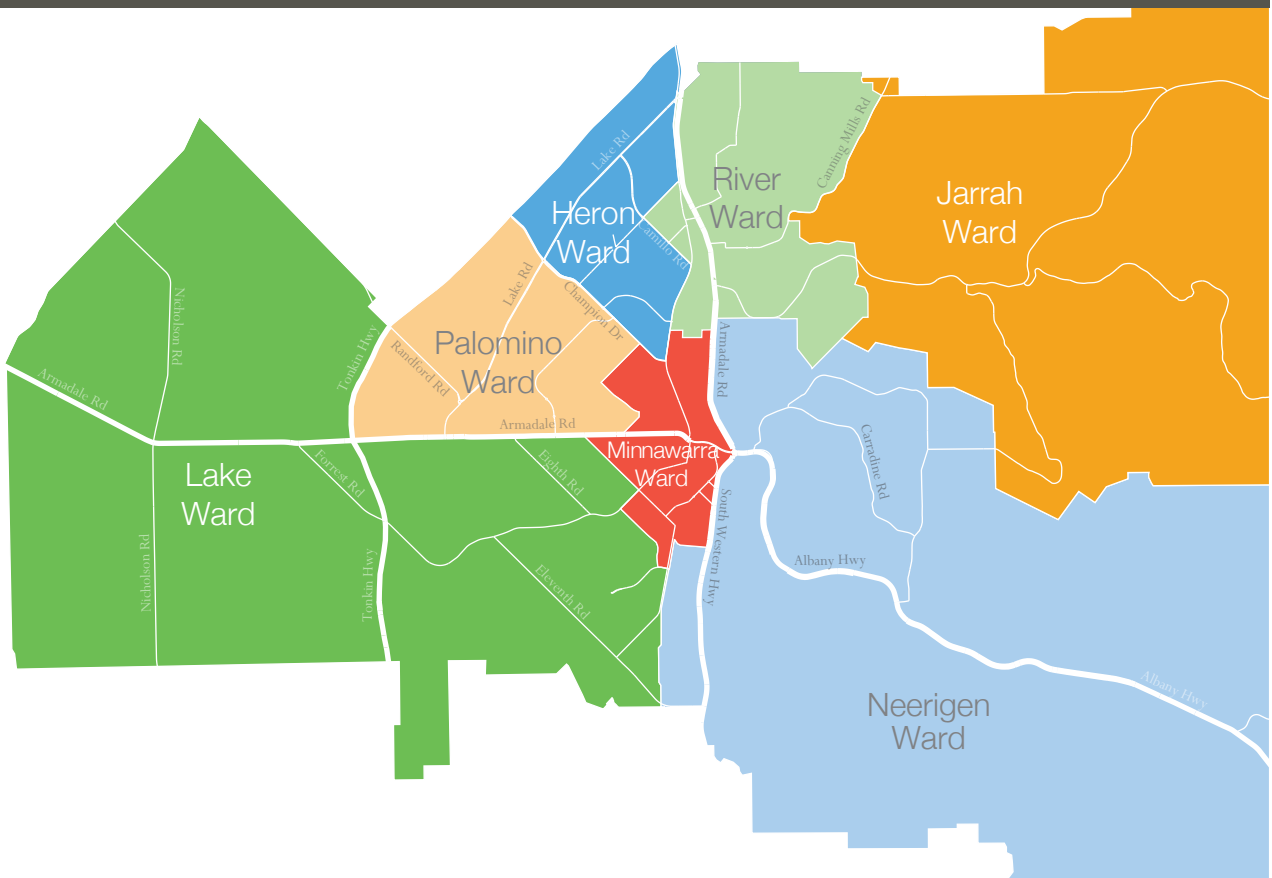 Lake Rd
Canning Mills Rd
River
Ward
Jarrah
Ward
Heron
Ward
Camillo Rd
Nicholson Rd
Lake Rd
Champion Dr
Tonkin Hwy
Palomino
Ward
Randford Rd
Armadale Rd
Armadale Rd
Armadale Rd
Minnawarra
Ward
Carradine Rd
Lake
Ward
Forrest Rd
Eighth Rd
South Western Hwy
Nicholson Rd
Tonkin Hwy
Eleventh Rd
Albany Hwy
Albany Hwy
Neerigen
Ward